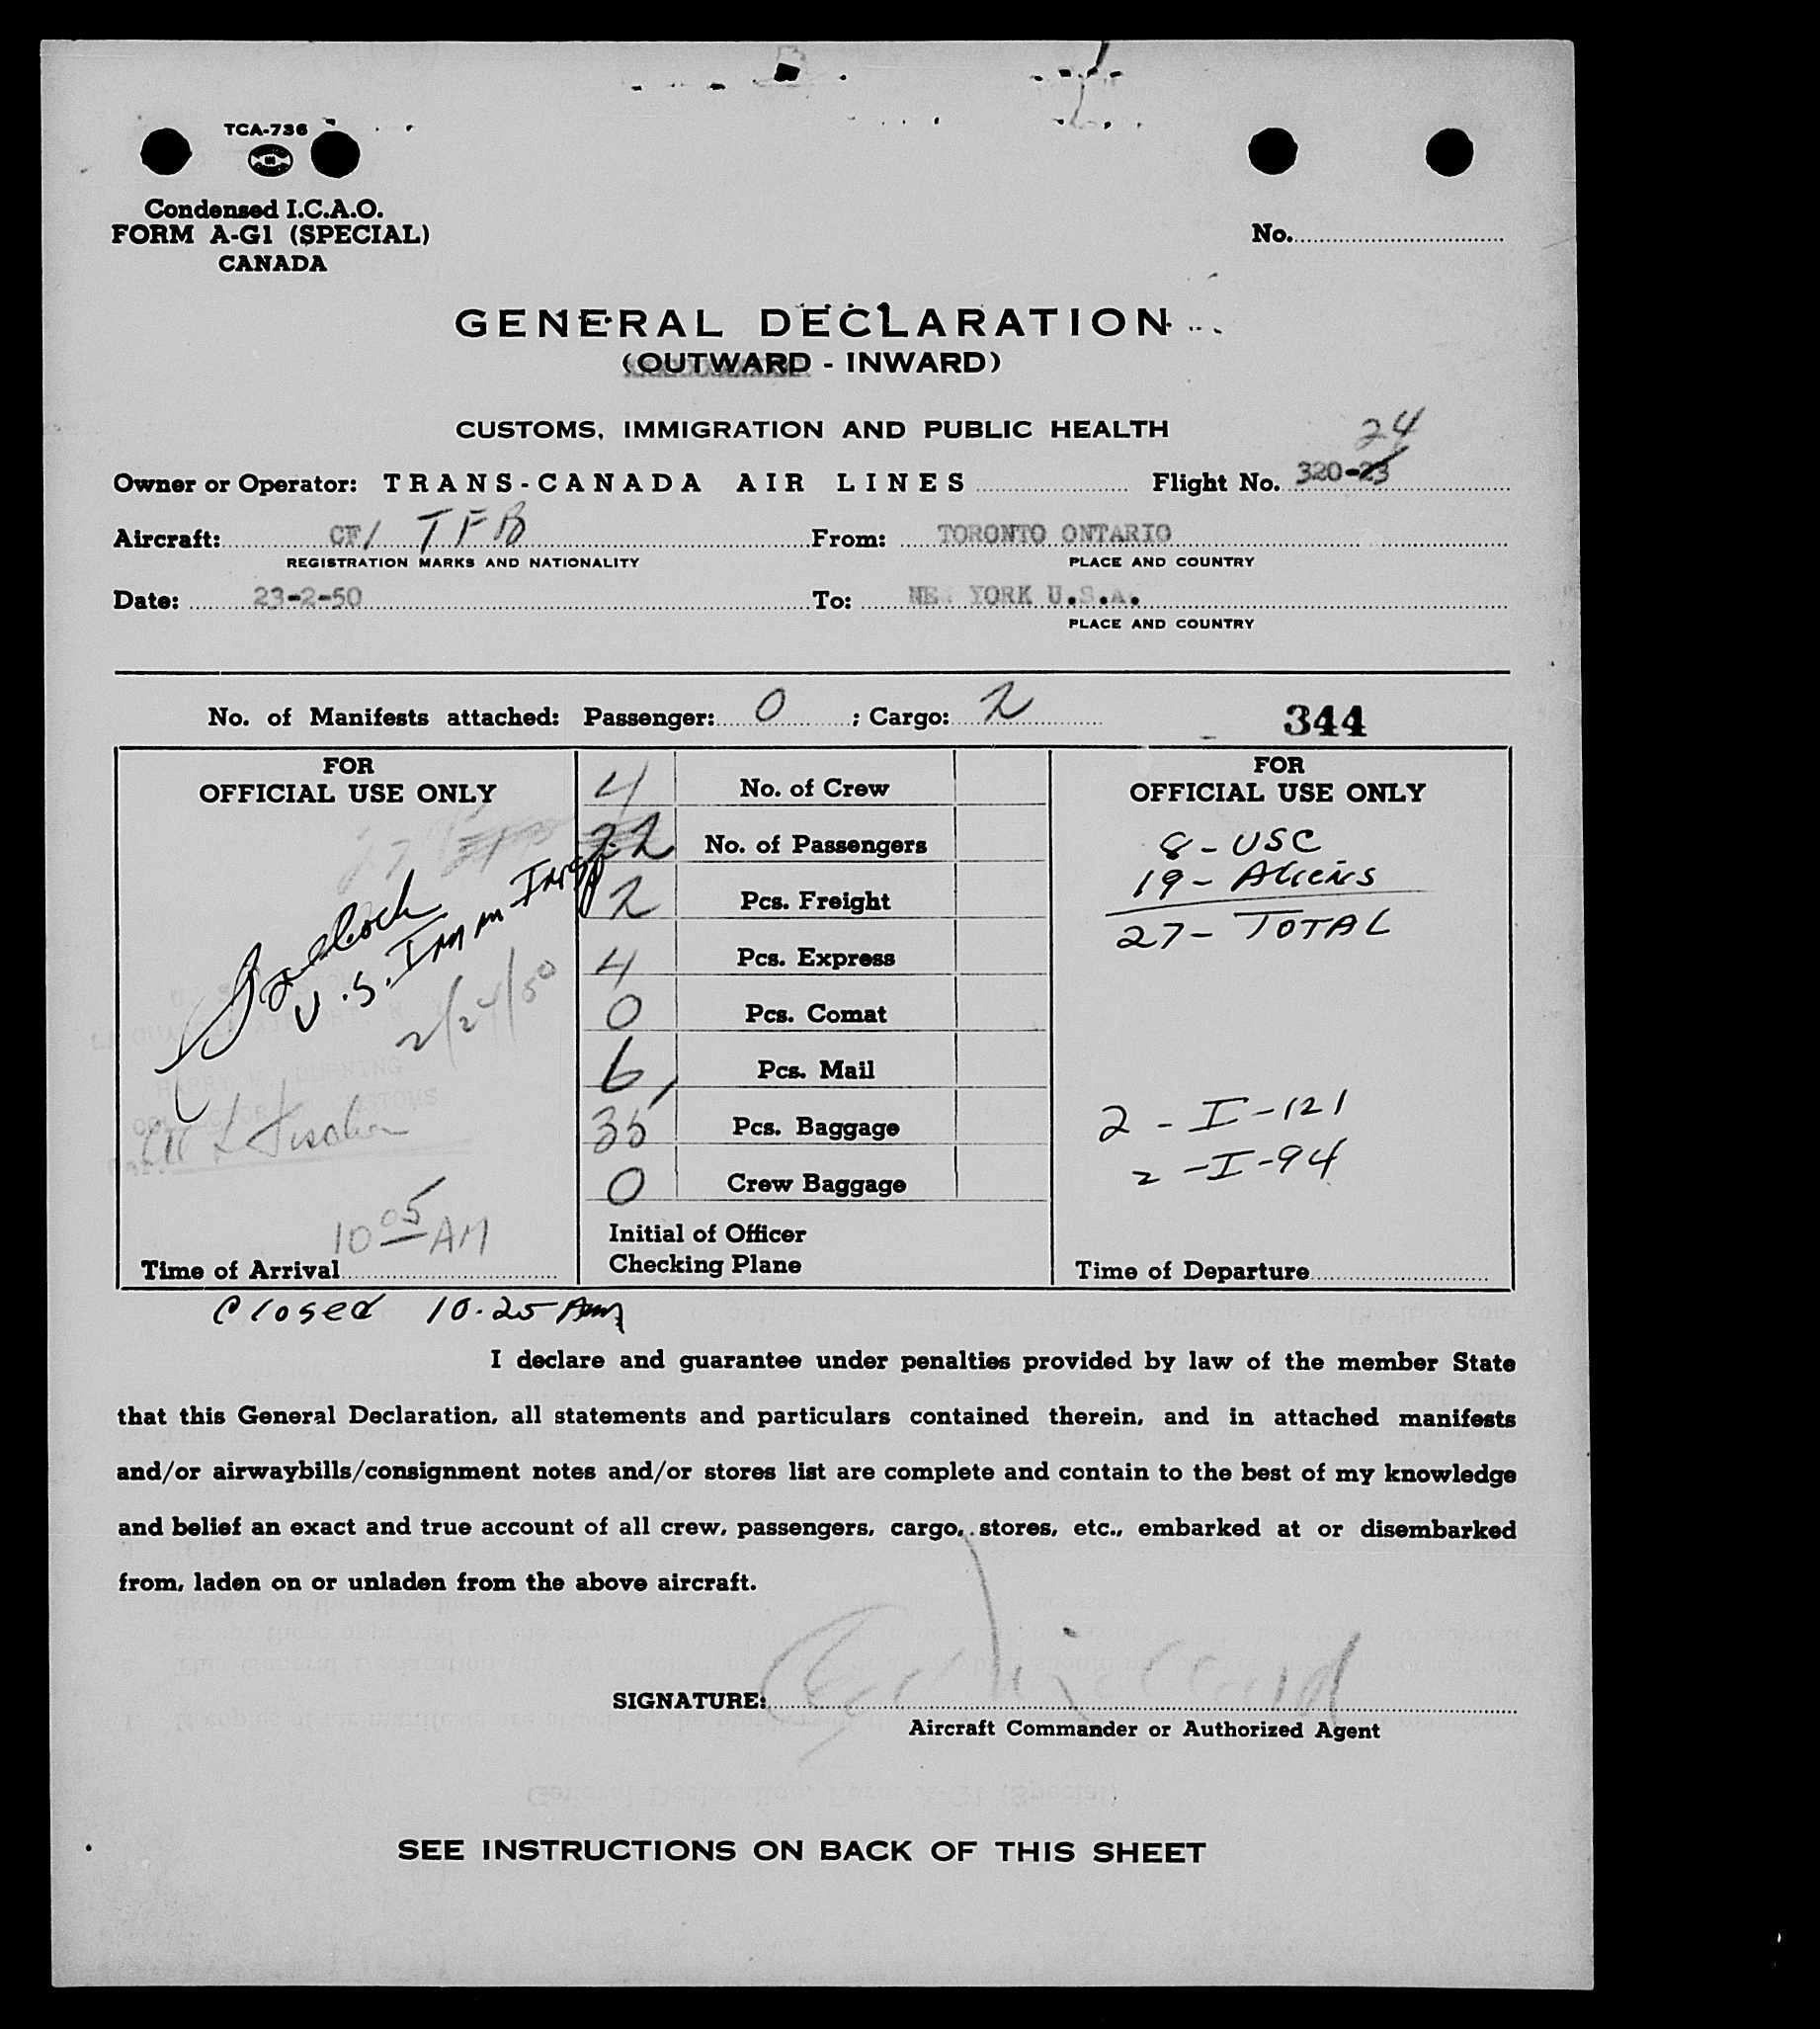 TCA-736
Condensed I.C.A.O.
FORM A-G1 (SPECIAL)
CANADA
No.
GENERAL DECLARATION
(OUTWARD - INWARD)
CUSTOMS, IMMIGRATION AND PUBLIC HEALTH
24
Owner or Operator: TRANS-CANADA AIR LINES Flight No. 320-23
Aircraft: CF/ TFB From: TORONTO ONTARIO
REGISTRATION MARKS AND NATIONALITY PLACE AND COUNTRY
Date: 23-2-50 To: NEW YORK U.S.A.
PLACE AND COUNTRY
No. of Manifests attached: Passenger: 0 ; Cargo: 2 344
FOR
OFFICIAL USE ONLY
U.S. Imm Insp
2/24/50
10 05 AM
Time of Arrival
4 No. of Crew
22 No. of Passengers
2 Pcs. Freight
4 Pcs. Express
0 Pcs. Comat
6 Pcs. Mail
35 Pcs. Baggage
0 Crew Baggage
Initial of Officer
Checking Plane
FOR
OFFICIAL USE ONLY
8 - USC
19 - Aliens
27 - TOTAL
2 - I-121
2 - I-94
Time of Departure
Closed 10.25 Am
I declare and guarantee under penalties provided by law of the member State
that this General Declaration, all statements and particulars contained therein, and in attached manifests
and/or airwaybills/consignment notes and/or stores list are complete and contain to the best of my knowledge
and belief an exact and true account of all crew, passengers, cargo, stores, etc., embarked at or disembarked
from, laden on or unladen from the above aircraft.
SIGNATURE:
Aircraft Commander or Authorized Agent
SEE INSTRUCTIONS ON BACK OF THIS SHEET